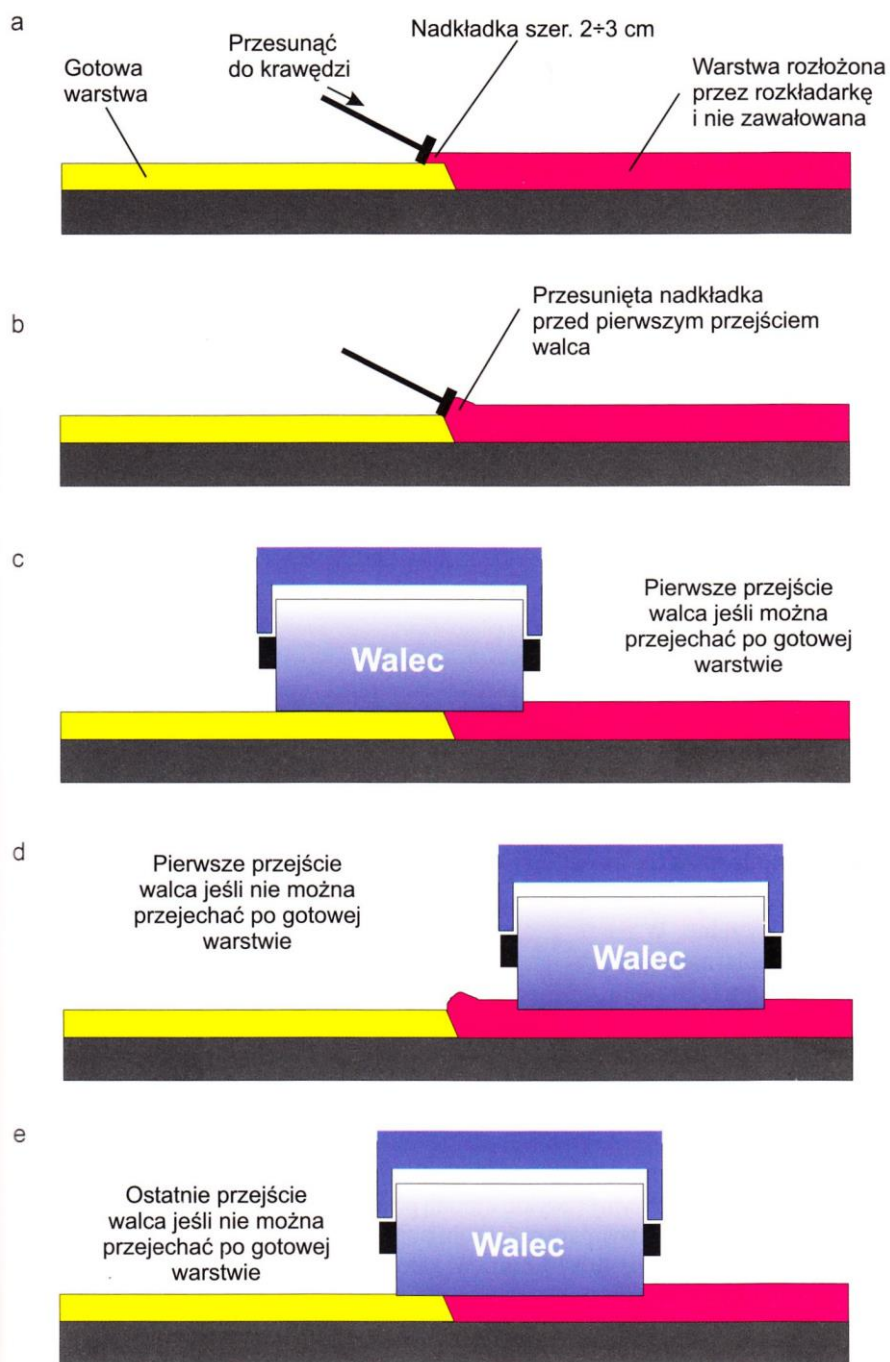 a
Gotowa
warstwa
Przesunąć
do krawędzi
Nadkładka szer. 2÷3 cm
Warstwa rozłożona
przez rozkładarkę
i nie zawałowana
b
Przesunięta nadkładka
przed pierwszym przejściem
walca
c
Walec
Pierwsze przejście
walca jeśli można
przejechać po gotowej
warstwie
d
Pierwsze przejście
walca jeśli nie można
przejechać po gotowej
warstwie
Walec
e
Ostatnie przejście
walca jeśli nie można
przejechać po gotowej
warstwie
Walec